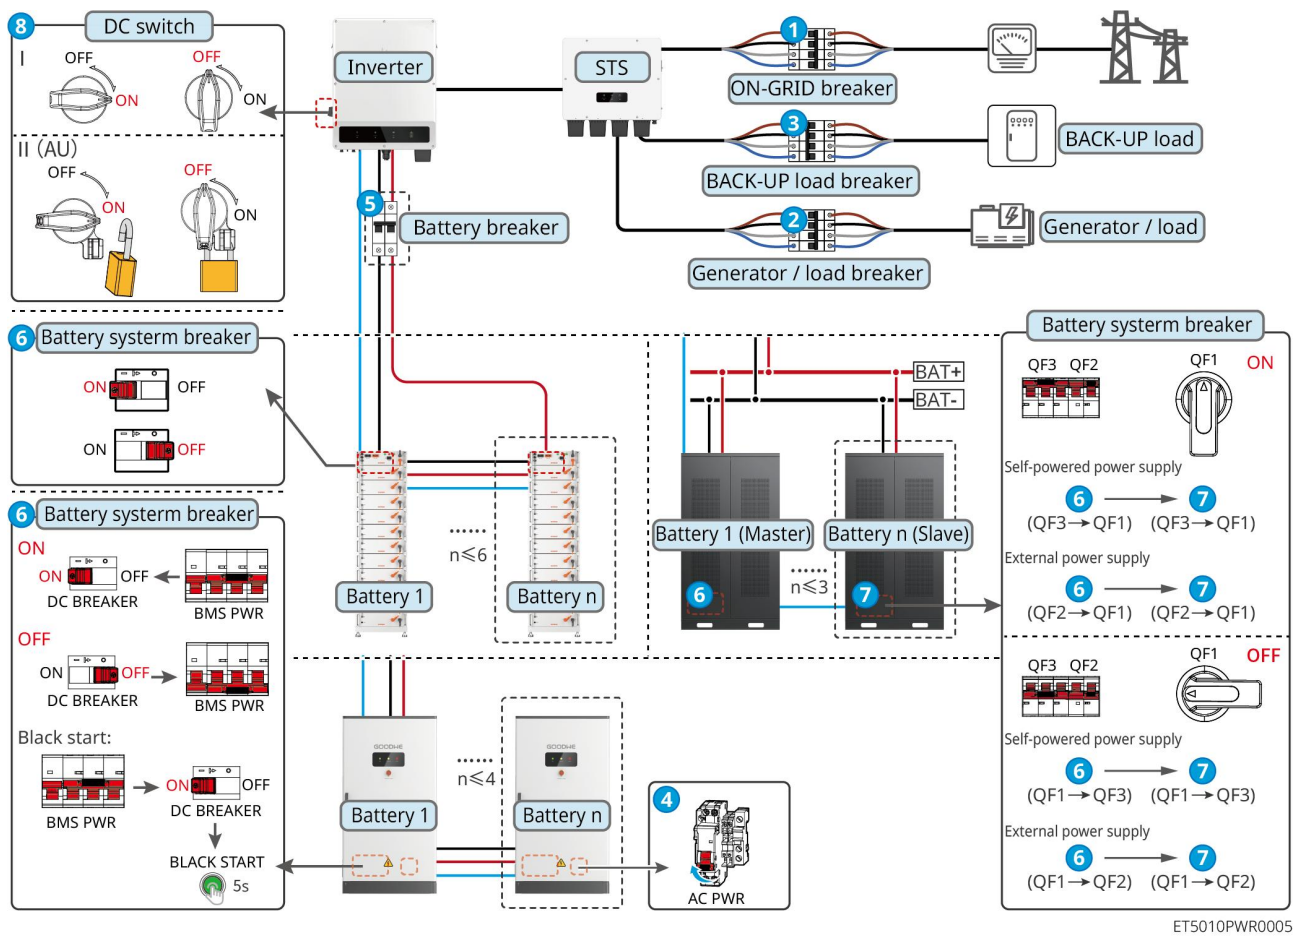 8 DC switch
I
OFF
ON
OFF
ON
II (AU)
OFF
ON
OFF
ON
Inverter
STS
1
ON-GRID breaker
3
BACK-UP load breaker
BACK-UP load
2
Generator / load breaker
Generator / load
5
Battery breaker
6 Battery systerm breaker
ON OFF
ON OFF
6 Battery systerm breaker
ON
ON OFF
DC BREAKER
BMS PWR
OFF
ON OFF
DC BREAKER
BMS PWR
Black start:
BMS PWR
ON OFF
DC BREAKER
BLACK START
5s
n≤6
Battery 1
Battery n
BAT+
BAT-
Battery 1 (Master)
Battery n (Slave)
n≤3
6
7
GOODWE
GOODWE
n≤4
Battery 1
Battery n
4
AC PWR
Battery systerm breaker
QF3 QF2
QF1
ON
Self-powered power supply
6 7
(QF3→QF1) (QF3→QF1)
External power supply
6 7
(QF2→QF1) (QF2→QF1)
QF3 QF2
QF1
OFF
Self-powered power supply
6 7
(QF1→QF3) (QF1→QF3)
External power supply
6 7
(QF1→QF2) (QF1→QF2)
ET5010PWR0005